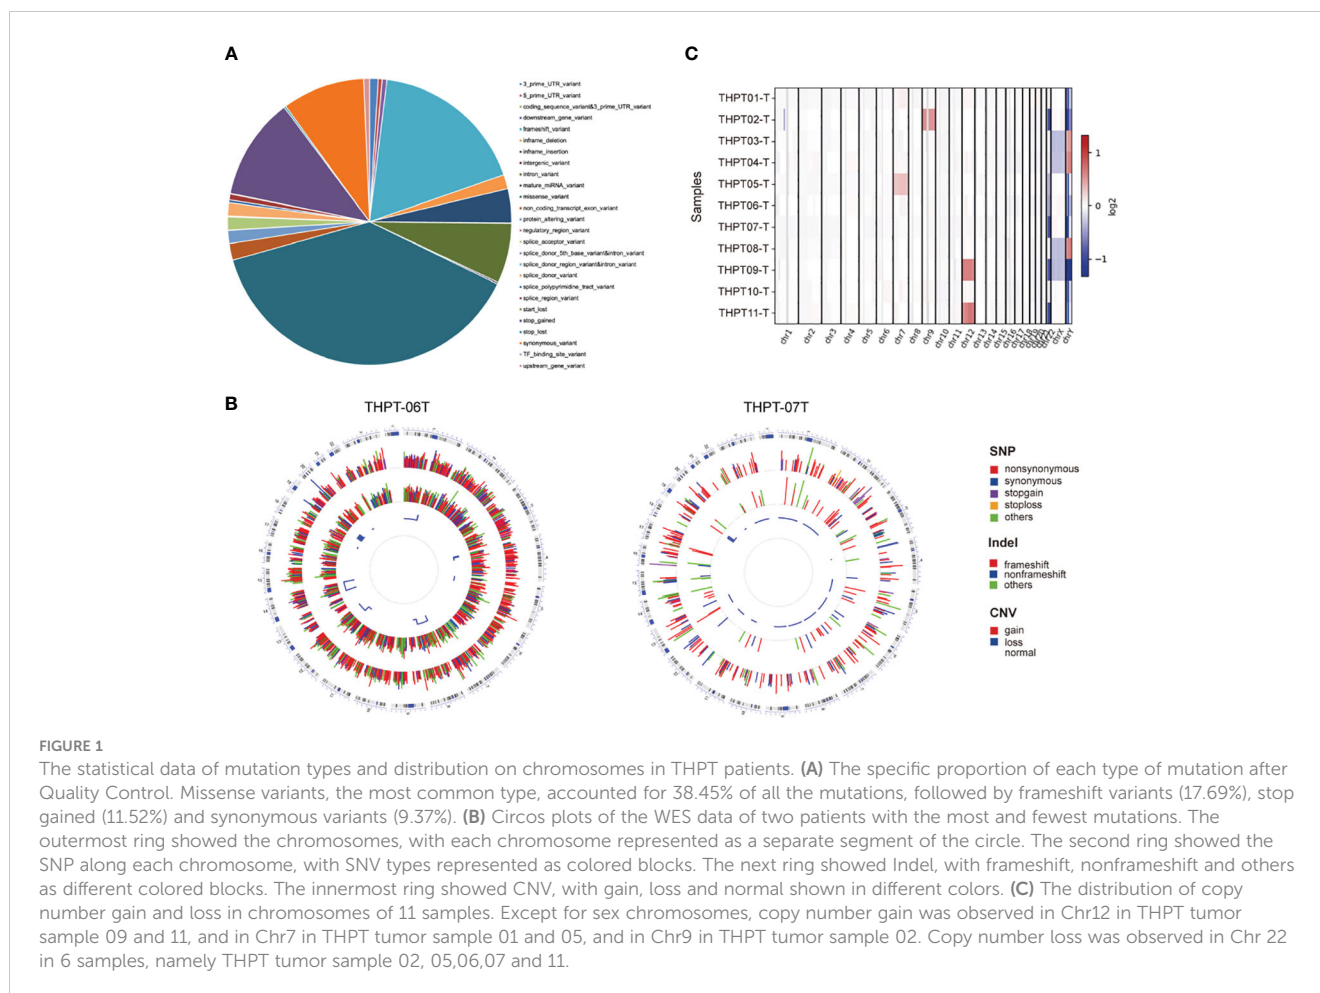 A
3_prime_UTR_variant
5_prime_UTR_variant
coding_sequence_variant&3_prime_UTR_variant
downstream_gene_variant
frameshift_variant
inframe_deletion
inframe_insertion
intergenic_variant
intron_variant
mature_miRNA_variant
missense_variant
non_coding_transcript_exon_variant
protein_altering_variant
regulatory_region_variant
splice_acceptor_variant
splice_donor_5th_base_variant&intron_variant
splice_donor_region_variant&intron_variant
splice_donor_variant
splice_polypyrimidine_tract_variant
splice_region_variant
start_lost
stop_gained
stop_lost
synonymous_variant
TF_binding_site_variant
upstream_gene_variant
C
Samples
THPT01-T
THPT02-T
THPT03-T
THPT04-T
THPT05-T
THPT06-T
THPT07-T
THPT08-T
THPT09-T
THPT10-T
THPT11-T
chr1 chr2 chr3 chr4 chr5 chr6 chr7 chr8 chr9 chr10 chr11 chr12 chr13 chr14 chr15 chr16 chr17 chr18 chr19 chr20 chr21 chr22 chrX chrY
1
0
−1
log2
B
THPT-06T
THPT-07T
SNP
nonsynonymous
synonymous
stopgain
stoploss
others
Indel
frameshift
nonframeshift
others
CNV
gain
loss
normal
FIGURE 1
The statistical data of mutation types and distribution on chromosomes in THPT patients. (A) The specific proportion of each type of mutation after
Quality Control. Missense variants, the most common type, accounted for 38.45% of all the mutations, followed by frameshift variants (17.69%), stop
gained (11.52%) and synonymous variants (9.37%). (B) Circos plots of the WES data of two patients with the most and fewest mutations. The
outermost ring showed the chromosomes, with each chromosome represented as a separate segment of the circle. The second ring showed the
SNP along each chromosome, with SNV types represented as colored blocks. The next ring showed Indel, with frameshift, nonframeshift and others
as different colored blocks. The innermost ring showed CNV, with gain, loss and normal shown in different colors. (C) The distribution of copy
number gain and loss in chromosomes of 11 samples. Except for sex chromosomes, copy number gain was observed in Chr12 in THPT tumor
sample 09 and 11, and in Chr7 in THPT tumor sample 01 and 05, and in Chr9 in THPT tumor sample 02. Copy number loss was observed in Chr 22
in 6 samples, namely THPT tumor sample 02, 05,06,07 and 11.